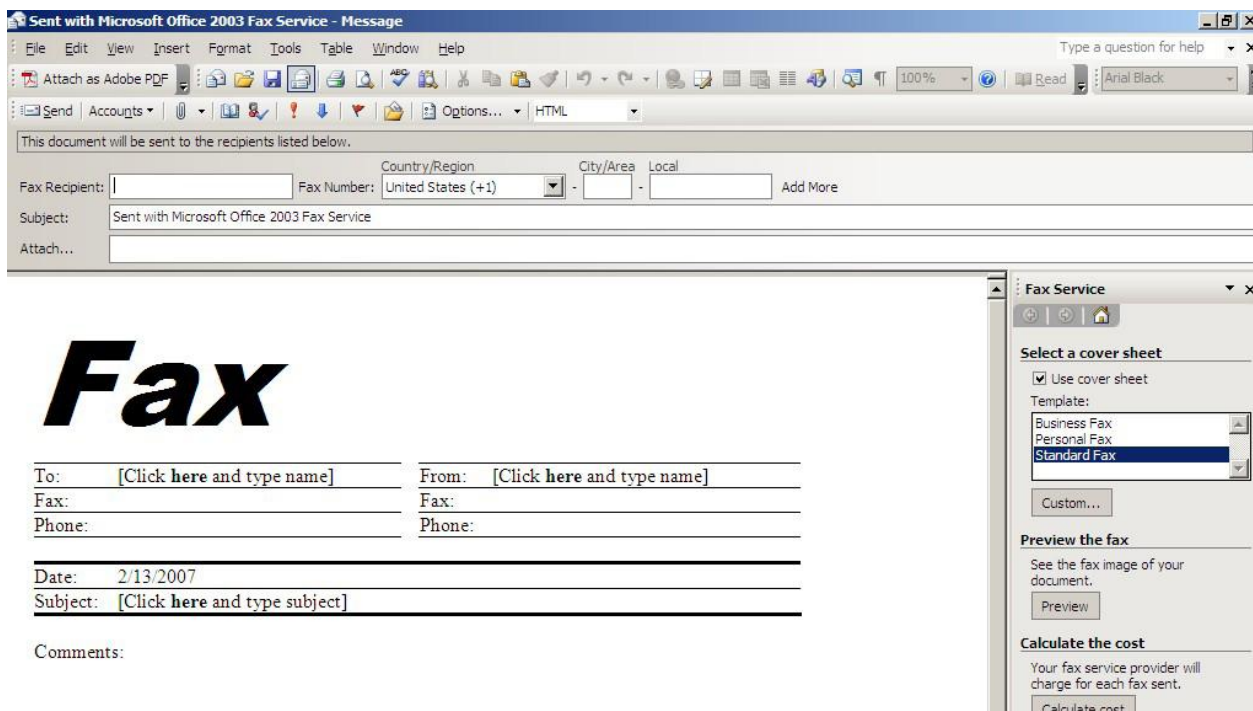 Sent with Microsoft Office 2003 Fax Service - Message
File Edit View Insert Format Tools Table Window Help Type a question for help
Attach as Adobe PDF 100% Read Arial Black
Send Accounts Options... HTML
This document will be sent to the recipients listed below.
Country/Region City/Area Local
Fax Recipient: Fax Number: United States (+1) - - Add More
Subject: Sent with Microsoft Office 2003 Fax Service
Attach...
Fax
To: [Click here and type name] From: [Click here and type name]
Fax: Fax:
Phone: Phone:
Date: 2/13/2007
Subject: [Click here and type subject]
Comments:
Fax Service
Select a cover sheet
Use cover sheet
Template:
Business Fax
Personal Fax
Standard Fax
Custom...
Preview the fax
See the fax image of your
document.
Preview
Calculate the cost
Your fax service provider will
charge for each fax sent.
Calculate cost